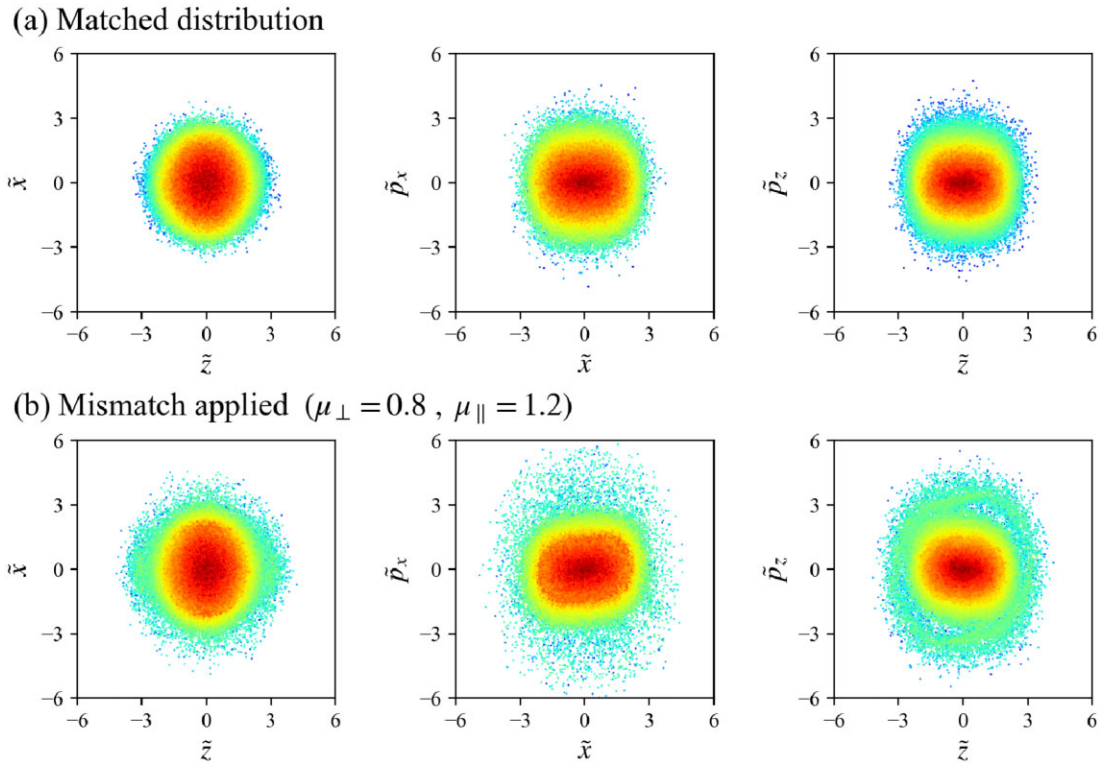 (a) Matched distribution
6
3
0
−3
−6
−6 −3 0 3 6
x̃
z̃
6
3
0
−3
−6
−6 −3 0 3 6
p̃x
x̃
6
3
0
−3
−6
−6 −3 0 3 6
p̃z
z̃
(b) Mismatch applied (μ⊥ = 0.8 , μ∥ = 1.2)
6
3
0
−3
−6
−6 −3 0 3 6
x̃
z̃
6
3
0
−3
−6
−6 −3 0 3 6
p̃x
x̃
6
3
0
−3
−6
−6 −3 0 3 6
p̃z
z̃